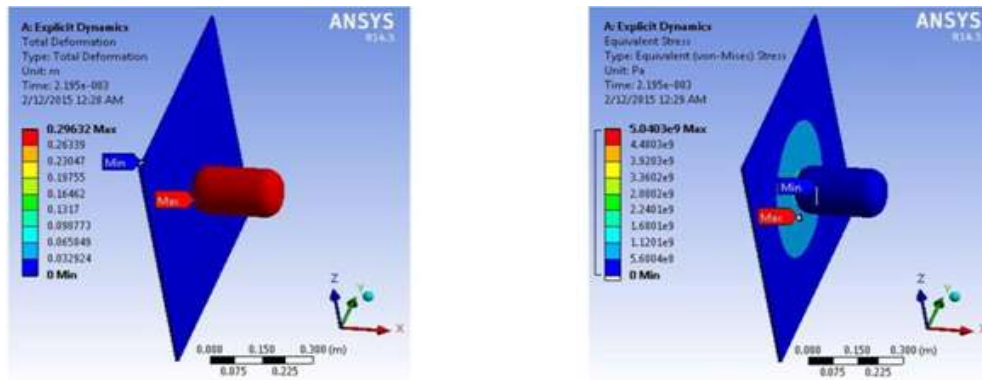 ANSYS
R14.5
A: Explicit Dynamics
Total Deformation
Type: Total Deformation
Unit: m
Time: 2.195e-003
2/12/2015 12:28 AM
0.29632 Max
0.26339
0.23047
0.19755
0.16462
0.1317
0.098773
0.065849
0.032924
0 Min
Min
Max
Z
Y
X
0.000 0.150 0.300 (m)
0.075 0.225
ANSYS
R14.5
A: Explicit Dynamics
Equivalent Stress
Type: Equivalent (von-Mises) Stress
Unit: Pa
Time: 2.195e-003
2/12/2015 12:29 AM
5.0403e9 Max
4.4803e9
3.9203e9
3.3602e9
2.8002e9
2.2401e9
1.6801e9
1.1201e9
5.6004e8
0 Min
Min
Max
Z
Y
X
0.000 0.150 0.300 (m)
0.075 0.225